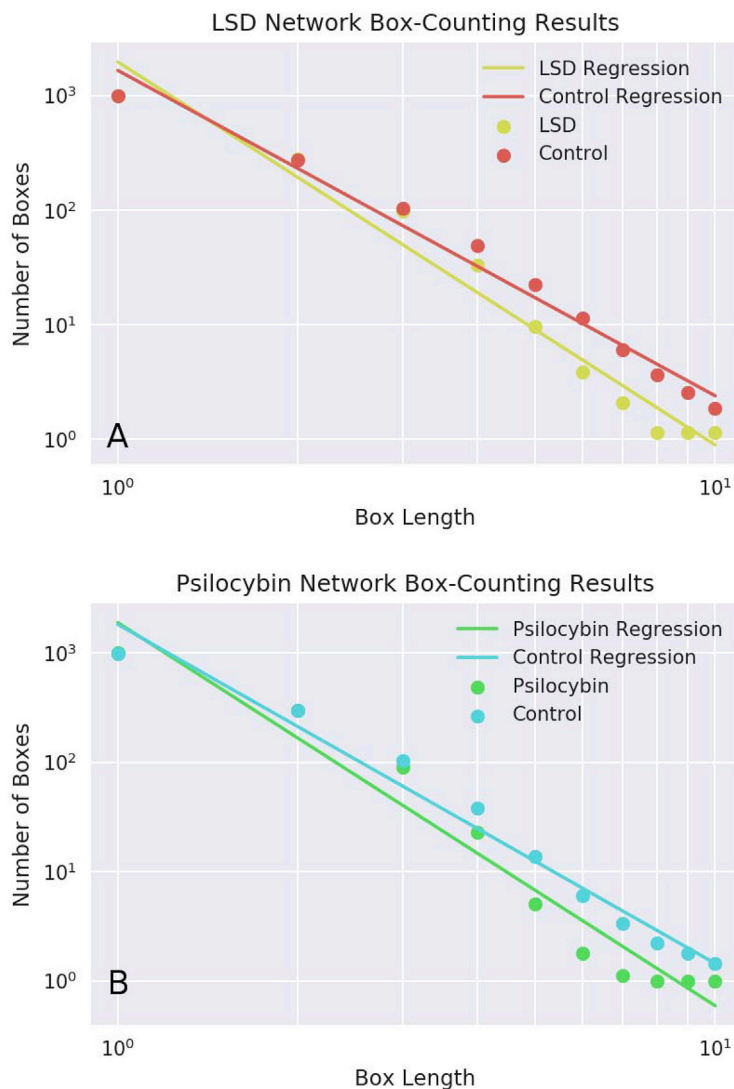 LSD Network Box-Counting Results
LSD Regression
Control Regression
LSD
Control
10³
10²
10¹
10⁰
Number of Boxes
A
10⁰
10¹
Box Length
Psilocybin Network Box-Counting Results
Psilocybin Regression
Control Regression
Psilocybin
Control
10³
10²
10¹
10⁰
Number of Boxes
B
10⁰
10¹
Box Length